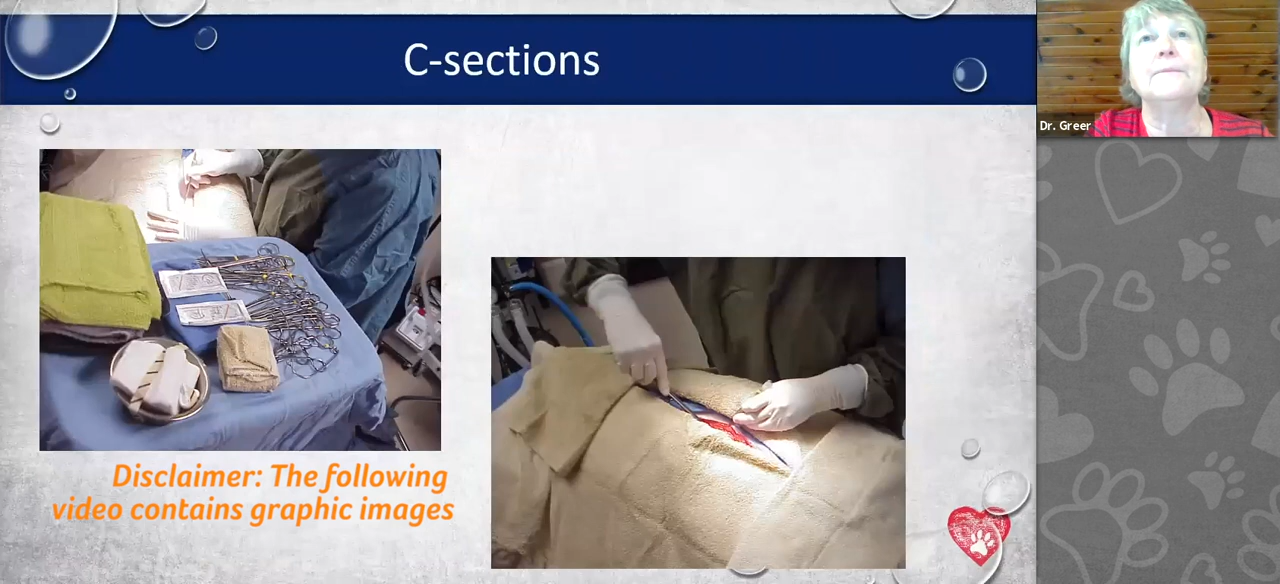 C-sections
Dr. Greer
Disclaimer: The following
video contains graphic images